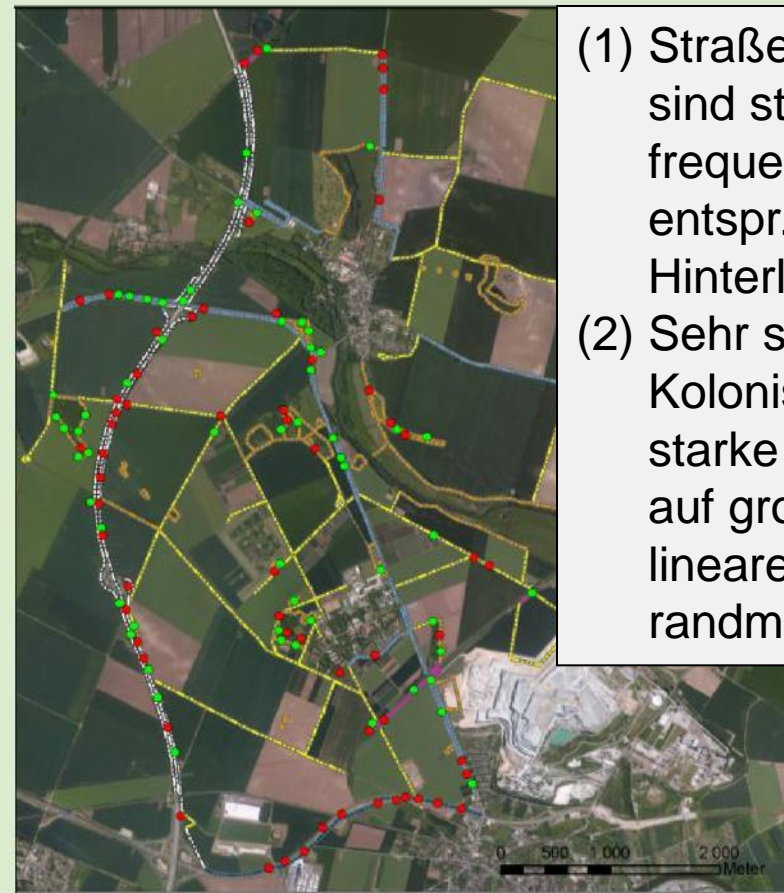 (1) Straße
sind st
freque
entspr.
Hinterl
(2) Sehr s
Kolonis
starke
auf gro
lineare
randm
0 500 1 000 2 000
Meter